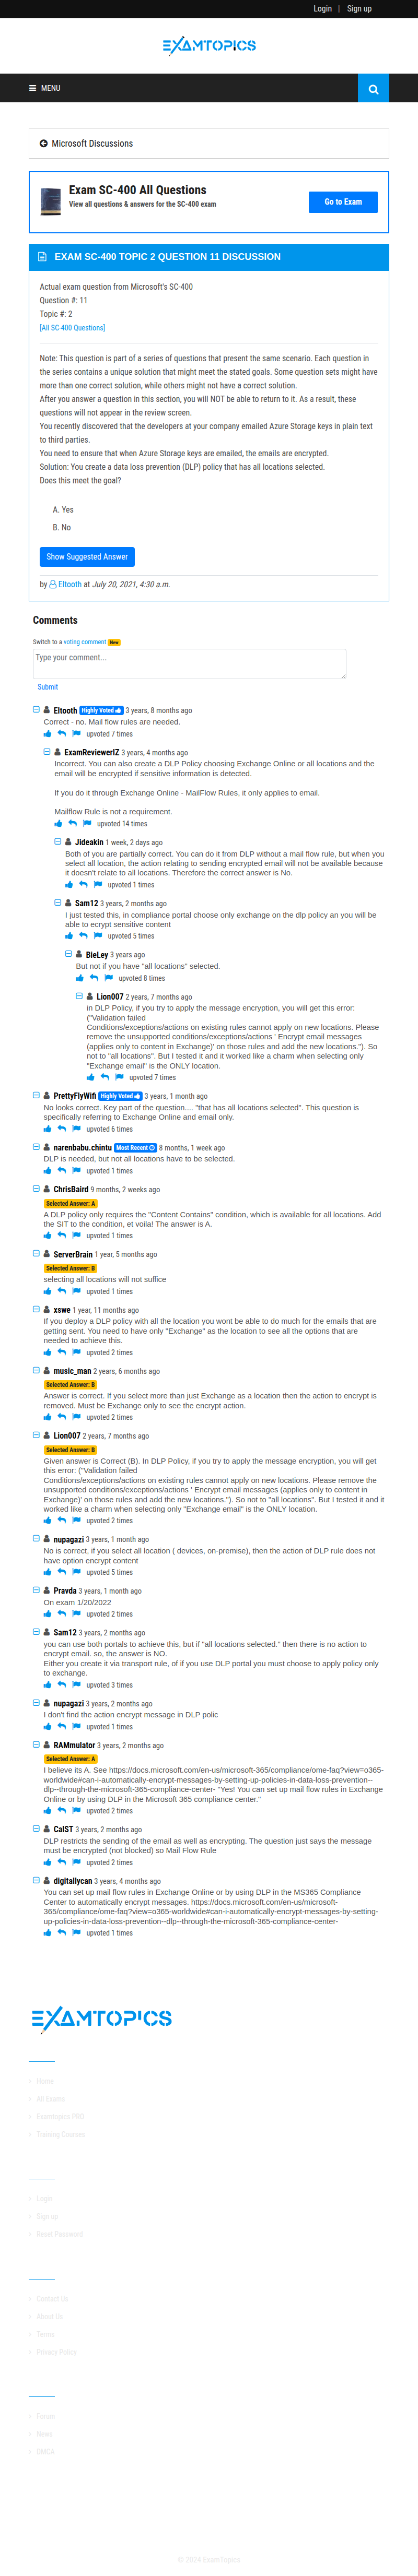 Login | Sign up
EXAMTOPICS
MENU
Microsoft Discussions
Exam SC-400 All Questions
View all questions & answers for the SC-400 exam
Go to Exam
EXAM SC-400 TOPIC 2 QUESTION 11 DISCUSSION
Actual exam question from Microsoft's SC-400
Question #: 11
Topic #: 2
[All SC-400 Questions]
Note: This question is part of a series of questions that present the same scenario. Each question in
the series contains a unique solution that might meet the stated goals. Some question sets might have
more than one correct solution, while others might not have a correct solution.
After you answer a question in this section, you will NOT be able to return to it. As a result, these
questions will not appear in the review screen.
You recently discovered that the developers at your company emailed Azure Storage keys in plain text
to third parties.
You need to ensure that when Azure Storage keys are emailed, the emails are encrypted.
Solution: You create a data loss prevention (DLP) policy that has all locations selected.
Does this meet the goal?
A. Yes
B. No
Show Suggested Answer
by Eltooth at July 20, 2021, 4:30 a.m.
Comments
Switch to a voting comment New
Type your comment...
Submit
Eltooth Highly Voted 3 years, 8 months ago
Correct - no. Mail flow rules are needed.
upvoted 7 times
ExamReviewerIZ 3 years, 4 months ago
Incorrect. You can also create a DLP Policy choosing Exchange Online or all locations and the
email will be encrypted if sensitive information is detected.
If you do it through Exchange Online - MailFlow Rules, it only applies to email.
Mailflow Rule is not a requirement.
upvoted 14 times
Jideakin 1 week, 2 days ago
Both of you are partially correct. You can do it from DLP without a mail flow rule, but when you
select all location, the action relating to sending encrypted email will not be available because
it doesn't relate to all locations. Therefore the correct answer is No.
upvoted 1 times
Sam12 3 years, 2 months ago
I just tested this, in compliance portal choose only exchange on the dlp policy an you will be
able to ecrypt sensitive content
upvoted 5 times
BieLey 3 years ago
But not if you have "all locations" selected.
upvoted 8 times
Lion007 2 years, 7 months ago
in DLP Policy, if you try to apply the message encryption, you will get this error:
("Validation failed
Conditions/exceptions/actions on existing rules cannot apply on new locations. Please
remove the unsupported conditions/exceptions/actions ' Encrypt email messages
(applies only to content in Exchange)' on those rules and add the new locations."). So
not to "all locations". But I tested it and it worked like a charm when selecting only
"Exchange email" is the ONLY location.
upvoted 7 times
PrettyFlyWifi Highly Voted 3 years, 1 month ago
No looks correct. Key part of the question.... "that has all locations selected". This question is
specifically referring to Exchange Online and email only.
upvoted 6 times
narenbabu.chintu Most Recent 8 months, 1 week ago
DLP is needed, but not all locations have to be selected.
upvoted 1 times
ChrisBaird 9 months, 2 weeks ago
Selected Answer: A
A DLP policy only requires the "Content Contains" condition, which is available for all locations. Add
the SIT to the condition, et voila! The answer is A.
upvoted 1 times
ServerBrain 1 year, 5 months ago
Selected Answer: B
selecting all locations will not suffice
upvoted 1 times
xswe 1 year, 11 months ago
If you deploy a DLP policy with all the location you wont be able to do much for the emails that are
getting sent. You need to have only "Exchange" as the location to see all the options that are
needed to achieve this.
upvoted 2 times
music_man 2 years, 6 months ago
Selected Answer: B
Answer is correct. If you select more than just Exchange as a location then the action to encrypt is
removed. Must be Exchange only to see the encrypt action.
upvoted 2 times
Lion007 2 years, 7 months ago
Selected Answer: B
Given answer is Correct (B). In DLP Policy, if you try to apply the message encryption, you will get
this error: ("Validation failed
Conditions/exceptions/actions on existing rules cannot apply on new locations. Please remove the
unsupported conditions/exceptions/actions ' Encrypt email messages (applies only to content in
Exchange)' on those rules and add the new locations."). So not to "all locations". But I tested it and it
worked like a charm when selecting only "Exchange email" is the ONLY location.
upvoted 2 times
nupagazi 3 years, 1 month ago
No is correct, if you select all location ( devices, on-premise), then the action of DLP rule does not
have option encrypt content
upvoted 5 times
Pravda 3 years, 1 month ago
On exam 1/20/2022
upvoted 2 times
Sam12 3 years, 2 months ago
you can use both portals to achieve this, but if "all locations selected." then there is no action to
encrypt email. so, the answer is NO.
Either you create it via transport rule, of if you use DLP portal you must choose to apply policy only
to exchange.
upvoted 3 times
nupagazi 3 years, 2 months ago
I don't find the action encrypt message in DLP polic
upvoted 1 times
RAMmulator 3 years, 2 months ago
Selected Answer: A
I believe its A. See https://docs.microsoft.com/en-us/microsoft-365/compliance/ome-faq?view=o365-
worldwide#can-i-automatically-encrypt-messages-by-setting-up-policies-in-data-loss-prevention--
dlp--through-the-microsoft-365-compliance-center- "Yes! You can set up mail flow rules in Exchange
Online or by using DLP in the Microsoft 365 compliance center."
upvoted 2 times
CalST 3 years, 2 months ago
DLP restricts the sending of the email as well as encrypting. The question just says the message
must be encrypted (not blocked) so Mail Flow Rule
upvoted 2 times
digitallycan 3 years, 4 months ago
You can set up mail flow rules in Exchange Online or by using DLP in the MS365 Compliance
Center to automatically encrypt messages. https://docs.microsoft.com/en-us/microsoft-
365/compliance/ome-faq?view=o365-worldwide#can-i-automatically-encrypt-messages-by-setting-
up-policies-in-data-loss-prevention--dlp--through-the-microsoft-365-compliance-center-
upvoted 1 times
EXAMTOPICS
Home
All Exams
Examtopics PRO
Training Courses
Login
Sign up
Reset Password
Contact Us
About Us
Terms
Privacy Policy
Forum
News
DMCA
© 2024 ExamTopics